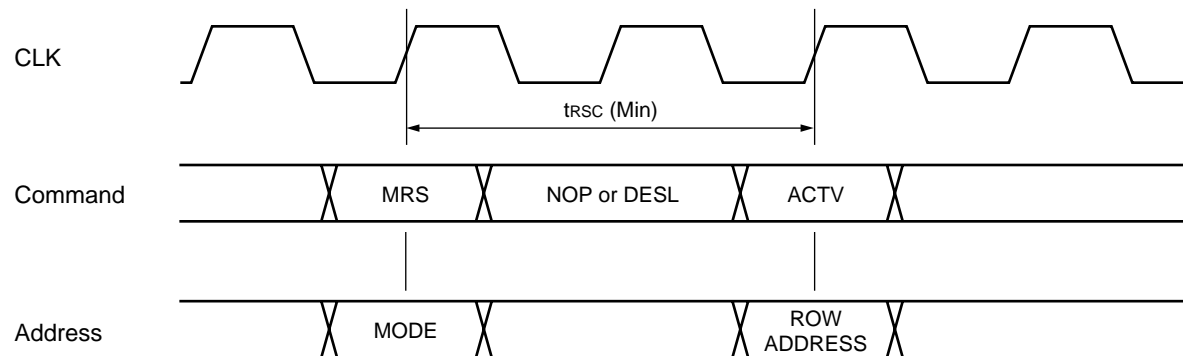 CLK
tRSC (Min)
Command
MRS
NOP or DESL
ACTV
Address
MODE
ROW
ADDRESS